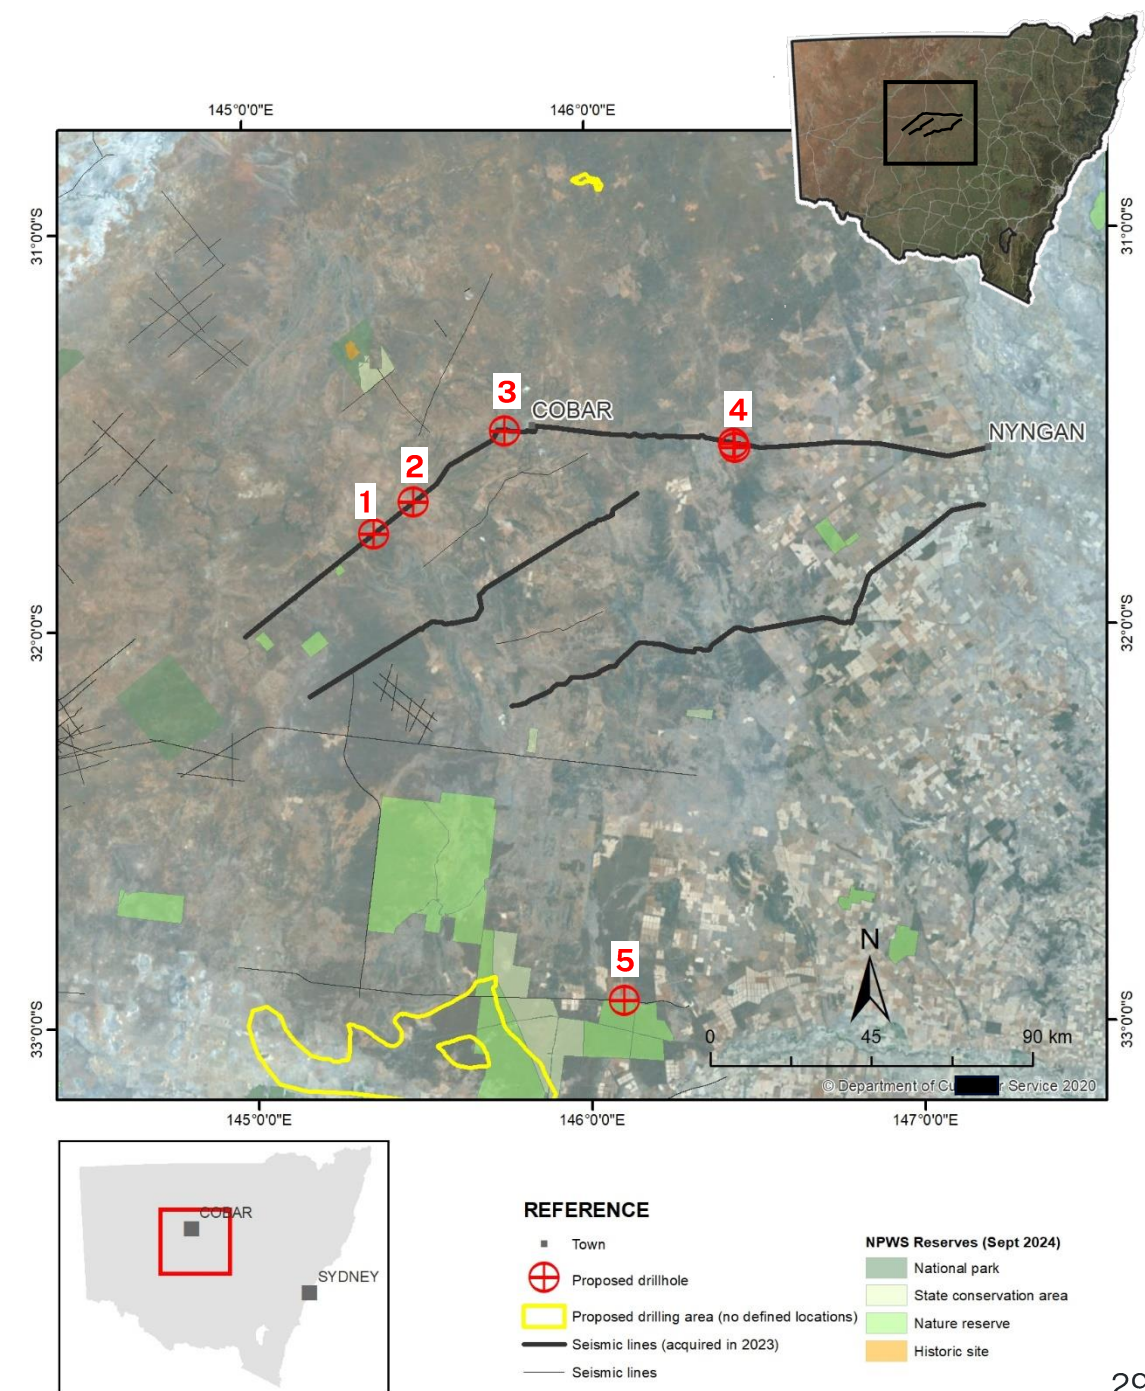 145°0'0"E
146°0'0"E
31°0'0"S
31°0'0"S
3
COBAR
4
NYNGAN
2
1
32°0'0"S
32°0'0"S
5
N
0 45 90 km
33°0'0"S
33°0'0"S
© Department of Cu r Service 2020
145°0'0"E
146°0'0"E
147°0'0"E
COBAR
SYDNEY
REFERENCE
Town
Proposed drillhole
Proposed drilling area (no defined locations)
Seismic lines (acquired in 2023)
Seismic lines
NPWS Reserves (Sept 2024)
National park
State conservation area
Nature reserve
Historic site
29